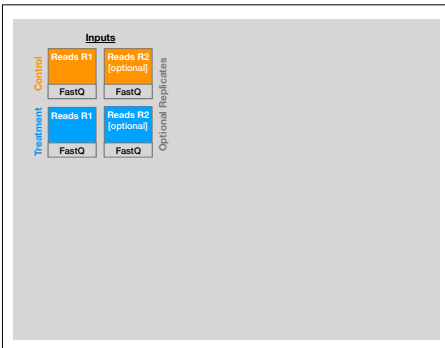 Inputs
Control
Reads R1
Reads R2
[optional]
FastQ
FastQ
Treatment
Reads R1
Reads R2
[optional]
FastQ
FastQ
Optional Replicates